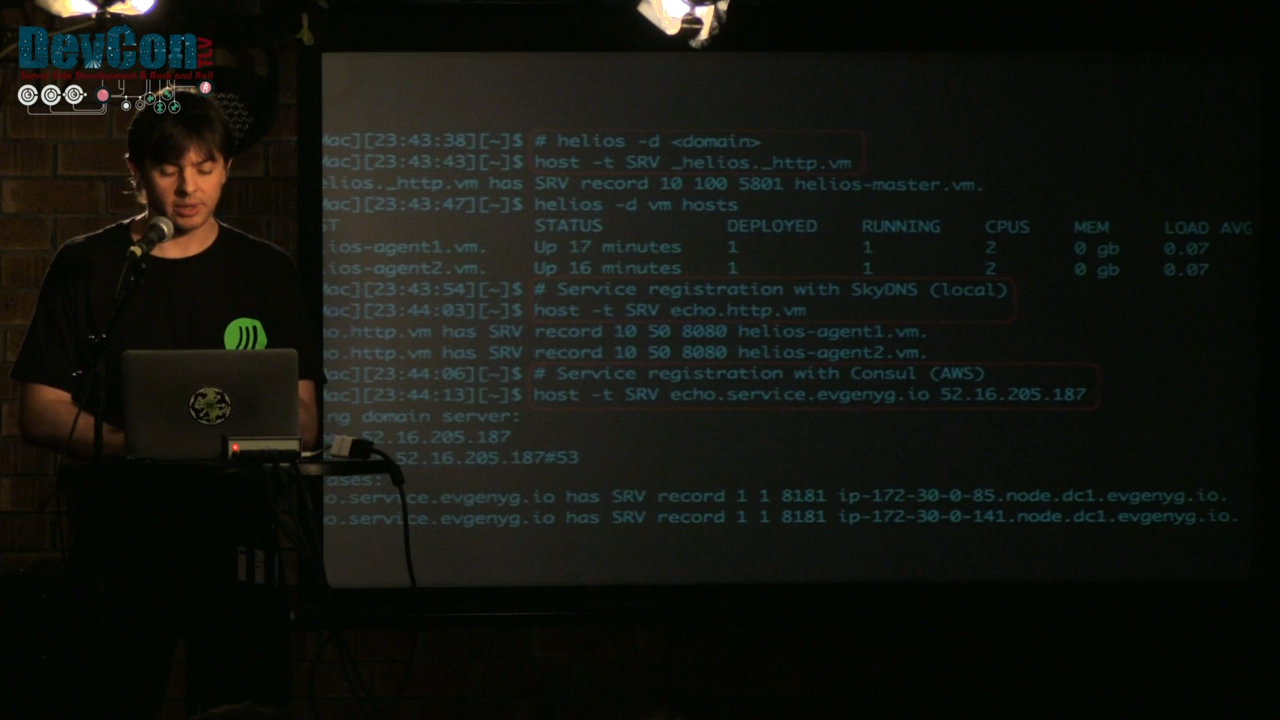 DevCon TLV
Server Side Development & Rock and Roll
Mac][23:43:38][~]$ # helios -d <domain>
Mac][23:43:43][~]$ host -t SRV _helios._http.vm
elios._http.vm has SRV record 10 100 5801 helios-master.vm.
Mac][23:43:47][~]$ helios -d vm hosts
ST STATUS DEPLOYED RUNNING CPUS MEM LOAD AVG
ios-agent1.vm. Up 17 minutes 1 1 2 0 gb 0.07
ios-agent2.vm. Up 16 minutes 1 1 2 0 gb 0.07
Mac][23:43:54][~]$ # Service registration with SkyDNS (local)
Mac][23:44:03][~]$ host -t SRV echo.http.vm
ho.http.vm has SRV record 10 50 8080 helios-agent1.vm.
ho.http.vm has SRV record 10 50 8080 helios-agent2.vm.
Mac][23:44:06][~]$ # Service registration with Consul (AWS)
Mac][23:44:13][~]$ host -t SRV echo.service.evgenyg.io 52.16.205.187
ng domain server:
52.16.205.187
52.16.205.187#53
ases:
o.service.evgenyg.io has SRV record 1 1 8181 ip-172-30-0-85.node.dc1.evgenyg.io.
o.service.evgenyg.io has SRV record 1 1 8181 ip-172-30-0-141.node.dc1.evgenyg.io.